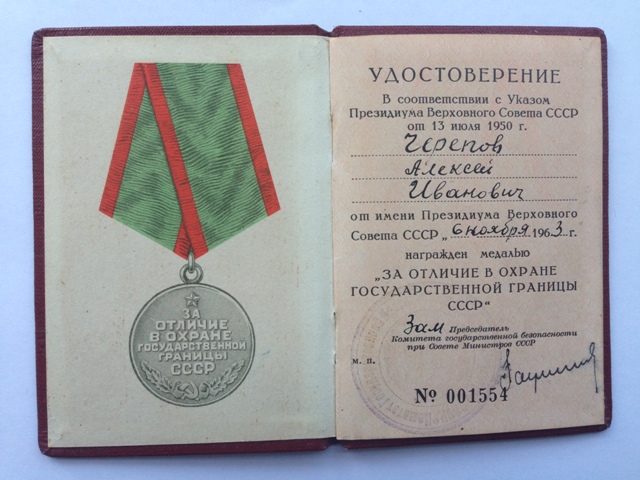 ЗА
ОТЛИЧИЕ
В ОХРАНЕ
ГОСУДАРСТВЕННОЙ
ГРАНИЦЫ
СССР
УДОСТОВЕРЕНИЕ
В соответствии с Указом
Президиума Верховного Совета СССР
от 13 июля 1950 г.
Черепов
Алексей
Иванович
от имени Президиума Верховного
Совета СССР „6 ноября 1963 г.
награжден медалью
„ЗА ОТЛИЧИЕ В ОХРАНЕ
ГОСУДАРСТВЕННОЙ ГРАНИЦЫ
СССР“
Зам Председатель
Комитета государственной безопасности
при Совете Министров СССР
м. п.
№ 001554